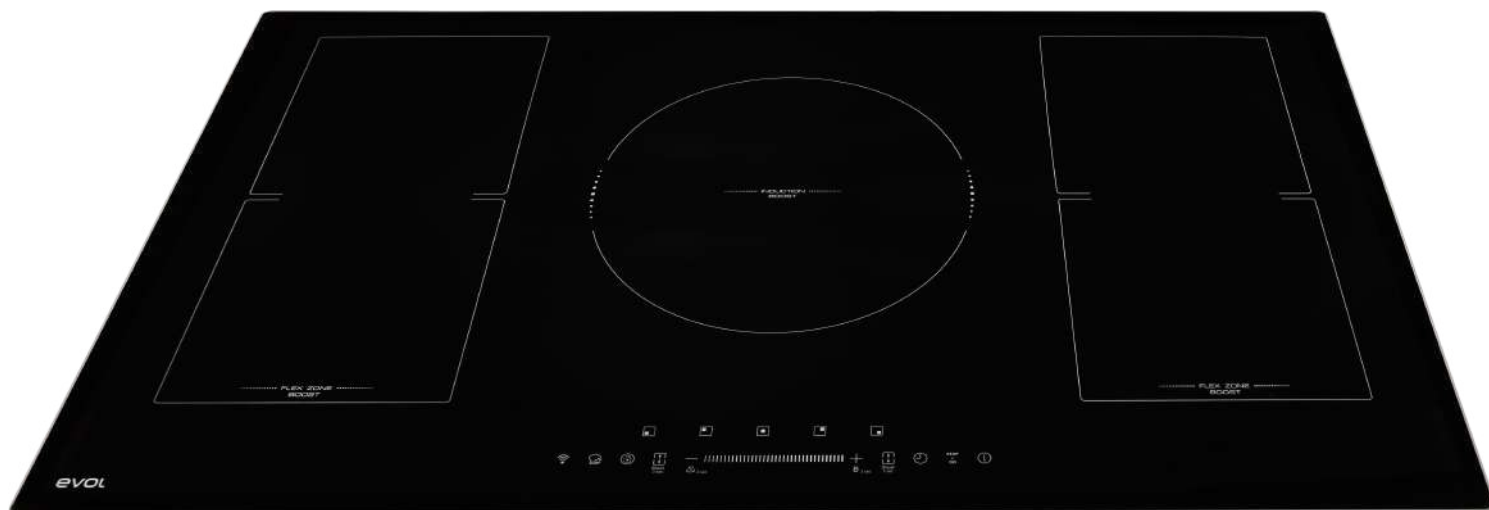 INDUCTION
BOOST
FLEX ZONE
BOOST
FLEX ZONE
BOOST
evol